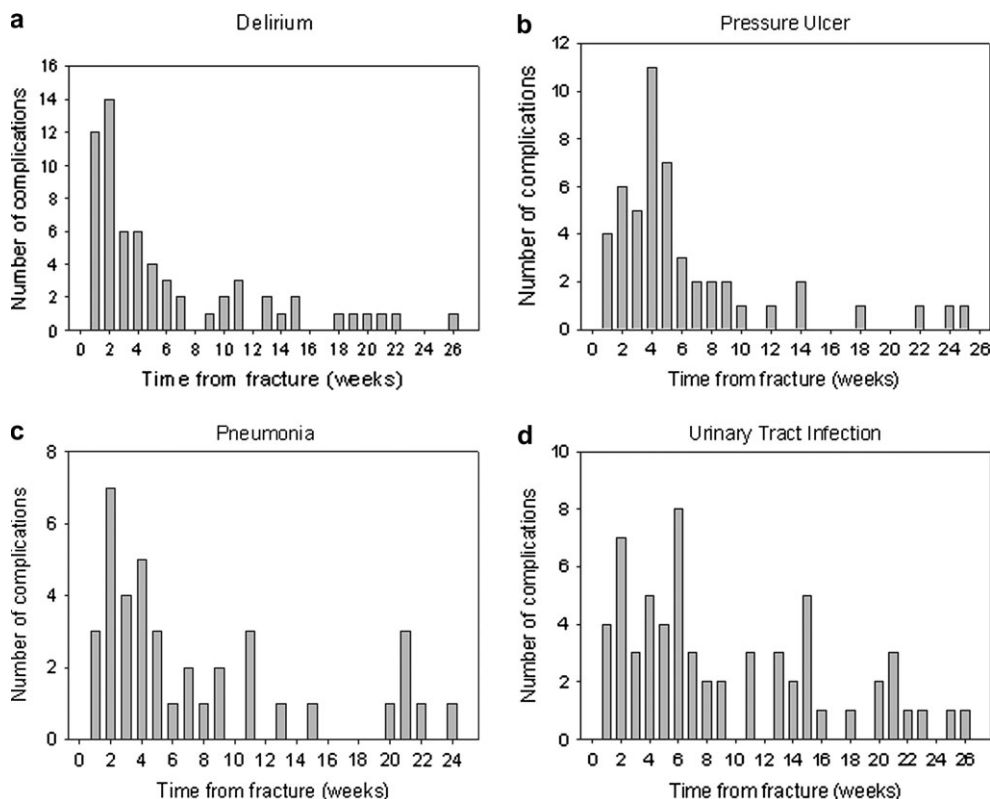 a
Delirium
Number of complications
16
14
12
10
8
6
4
2
0
0 2 4 6 8 10 12 14 16 18 20 22 24 26
Time from fracture (weeks)
b
Pressure Ulcer
Number of complications
12
10
8
6
4
2
0
0 2 4 6 8 10 12 14 16 18 20 22 24 26
Time from fracture (weeks)
c
Pneumonia
Number of complications
8
6
4
2
0
0 2 4 6 8 10 12 14 16 18 20 22 24
Time from fracture (weeks)
d
Urinary Tract Infection
Number of complications
10
8
6
4
2
0
0 2 4 6 8 10 12 14 16 18 20 22 24 26
Time from fracture (weeks)